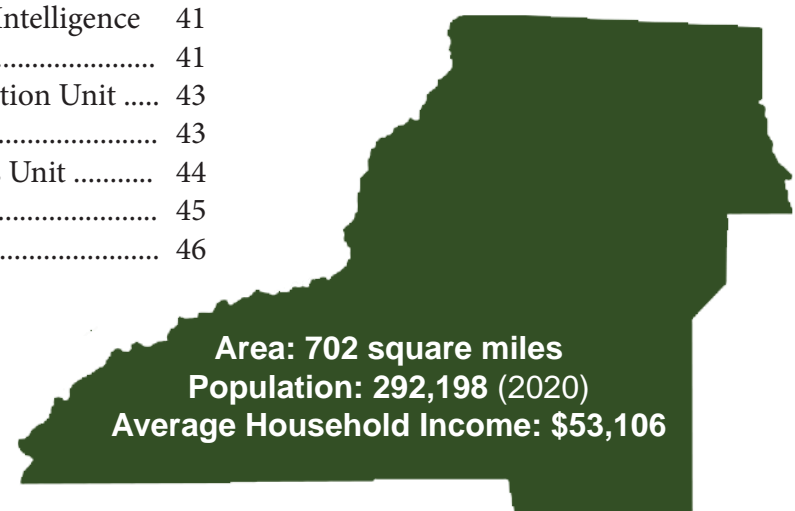 Intelligence 41
..................... 41
tion Unit ..... 43
..................... 43
Unit ........... 44
..................... 45
..................... 46
Area: 702 square miles
Population: 292,198 (2020)
Average Household Income: $53,106